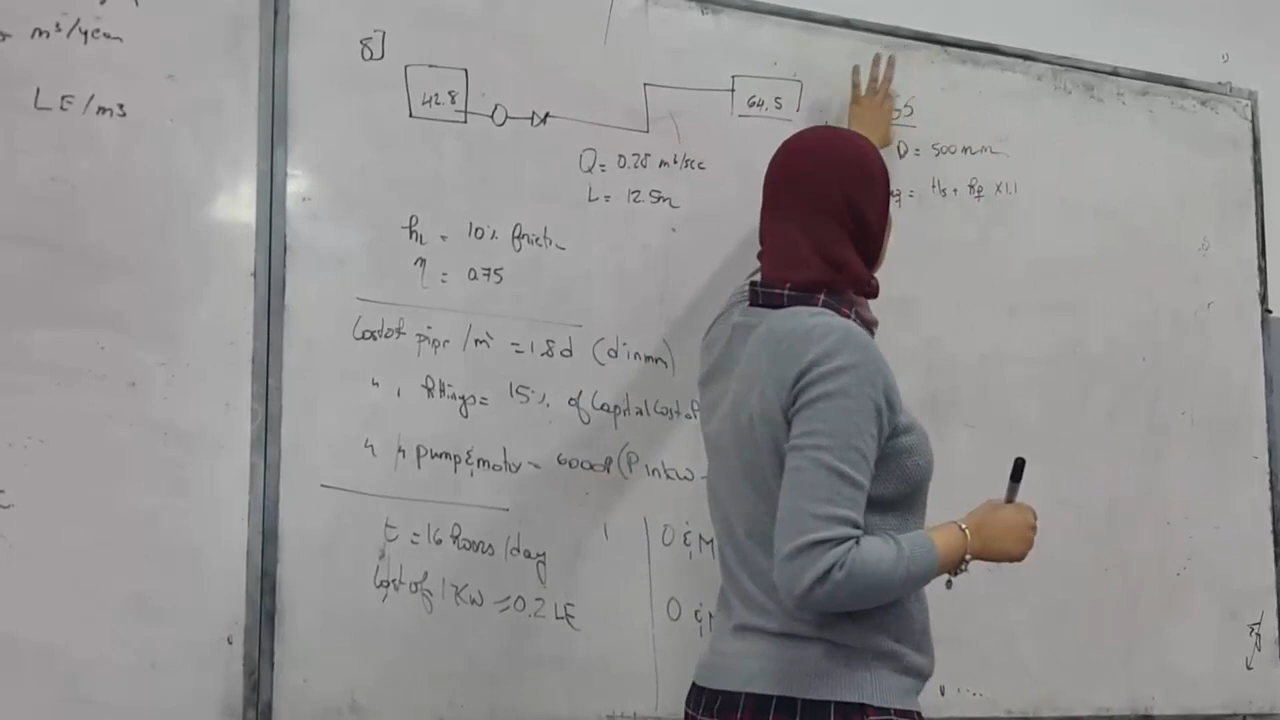 m³/year
LE/m3
8]
42.8
64.5
Q = 0.28 m³/sec
L = 12.5m
hL = 10% friction
η = 0.75
Cost of pipe /m' = 1.8d (d in mm)
" " fittings = 15% of Capital Cost of
" " pump & motor = 6000P (P in kw
t = 16 hours/day
Cost of 1 KW = 0.2 LE
O & M
O &
D = 500 mm
= Hs + hf x1.1